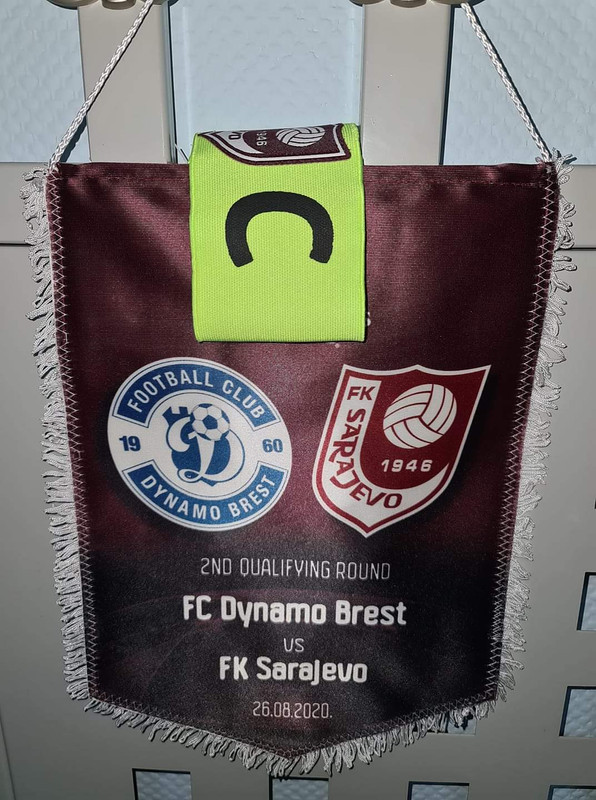 1946
C
FOOTBALL CLUB
19 60
DYNAMO BREST
FK SARAJEVO
1946
2ND QUALIFYING ROUND
FC Dynamo Brest
vs
FK Sarajevo
26.08.2020.